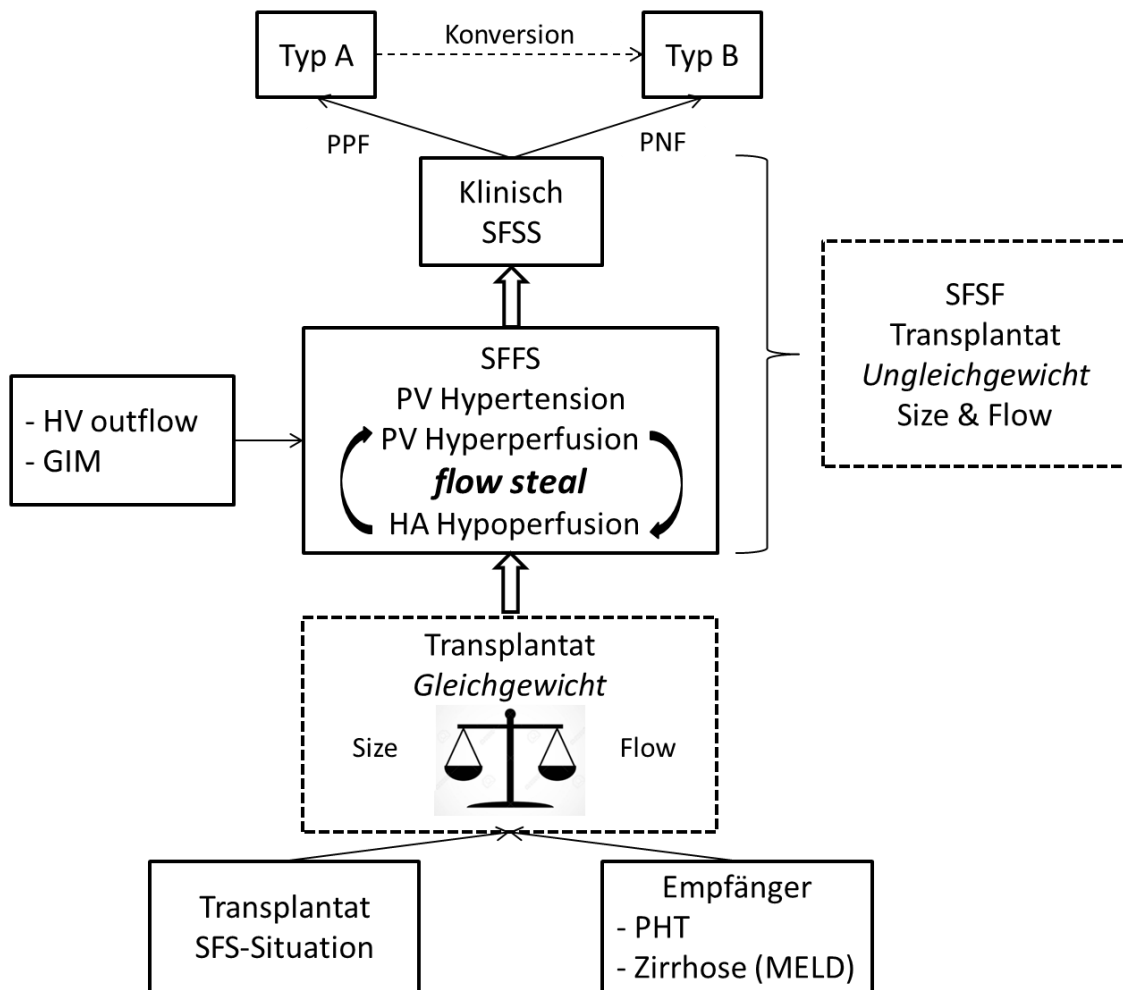 Typ A
Konversion
Typ B
PPF
PNF
Klinisch
SFSS
SFSF
Transplantat
Ungleichgewicht
Size & Flow
- HV outflow
- GIM
SFFS
PV Hypertension
PV Hyperperfusion
flow steal
HA Hypoperfusion
Transplantat
Gleichgewicht
Size
Flow
Transplantat
SFS-Situation
Empfänger
- PHT
- Zirrhose (MELD)